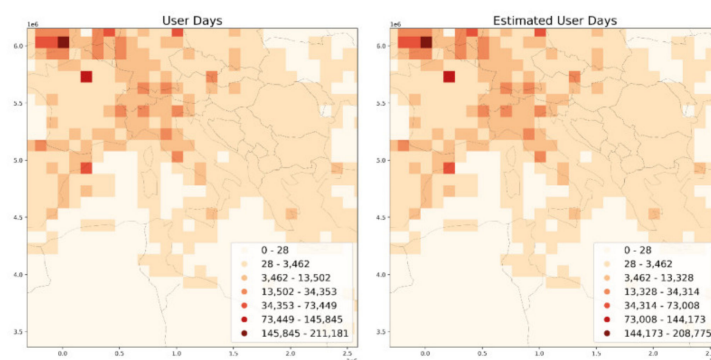 User Days
1e6
6.0
5.5
5.0
4.5
4.0
3.5
0.0
0.5
1.0
1.5
2.0
2.5
0 - 28
28 - 3,462
3,462 - 13,502
13,502 - 34,353
34,353 - 73,449
73,449 - 145,845
145,845 - 211,181
Estimated User Days
1e6
6.0
5.5
5.0
4.5
4.0
3.5
0.0
0.5
1.0
1.5
2.0
2.5
0 - 28
28 - 3,462
3,462 - 13,328
13,328 - 34,314
34,314 - 73,008
73,008 - 144,173
144,173 - 208,775